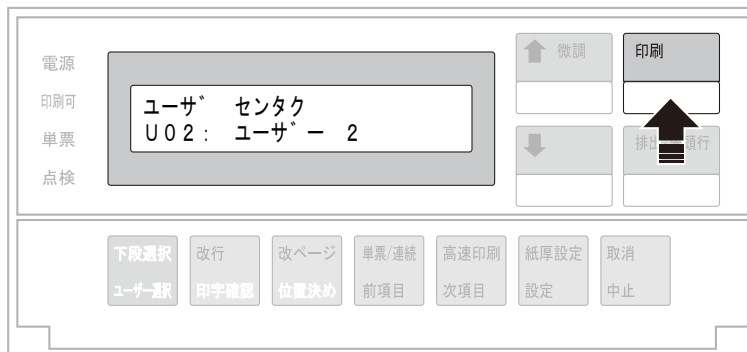 電源
印刷可
単票
点検
ユーザ゛ センタク
U02: ユーザ゛ー 2
微調
印刷
排出 頭行
下段選択
ユーザー選択
改行
印字確認
改ページ
位置決め
単票/連続
前項目
高速印刷
次項目
紙厚設定
設定
取消
中止